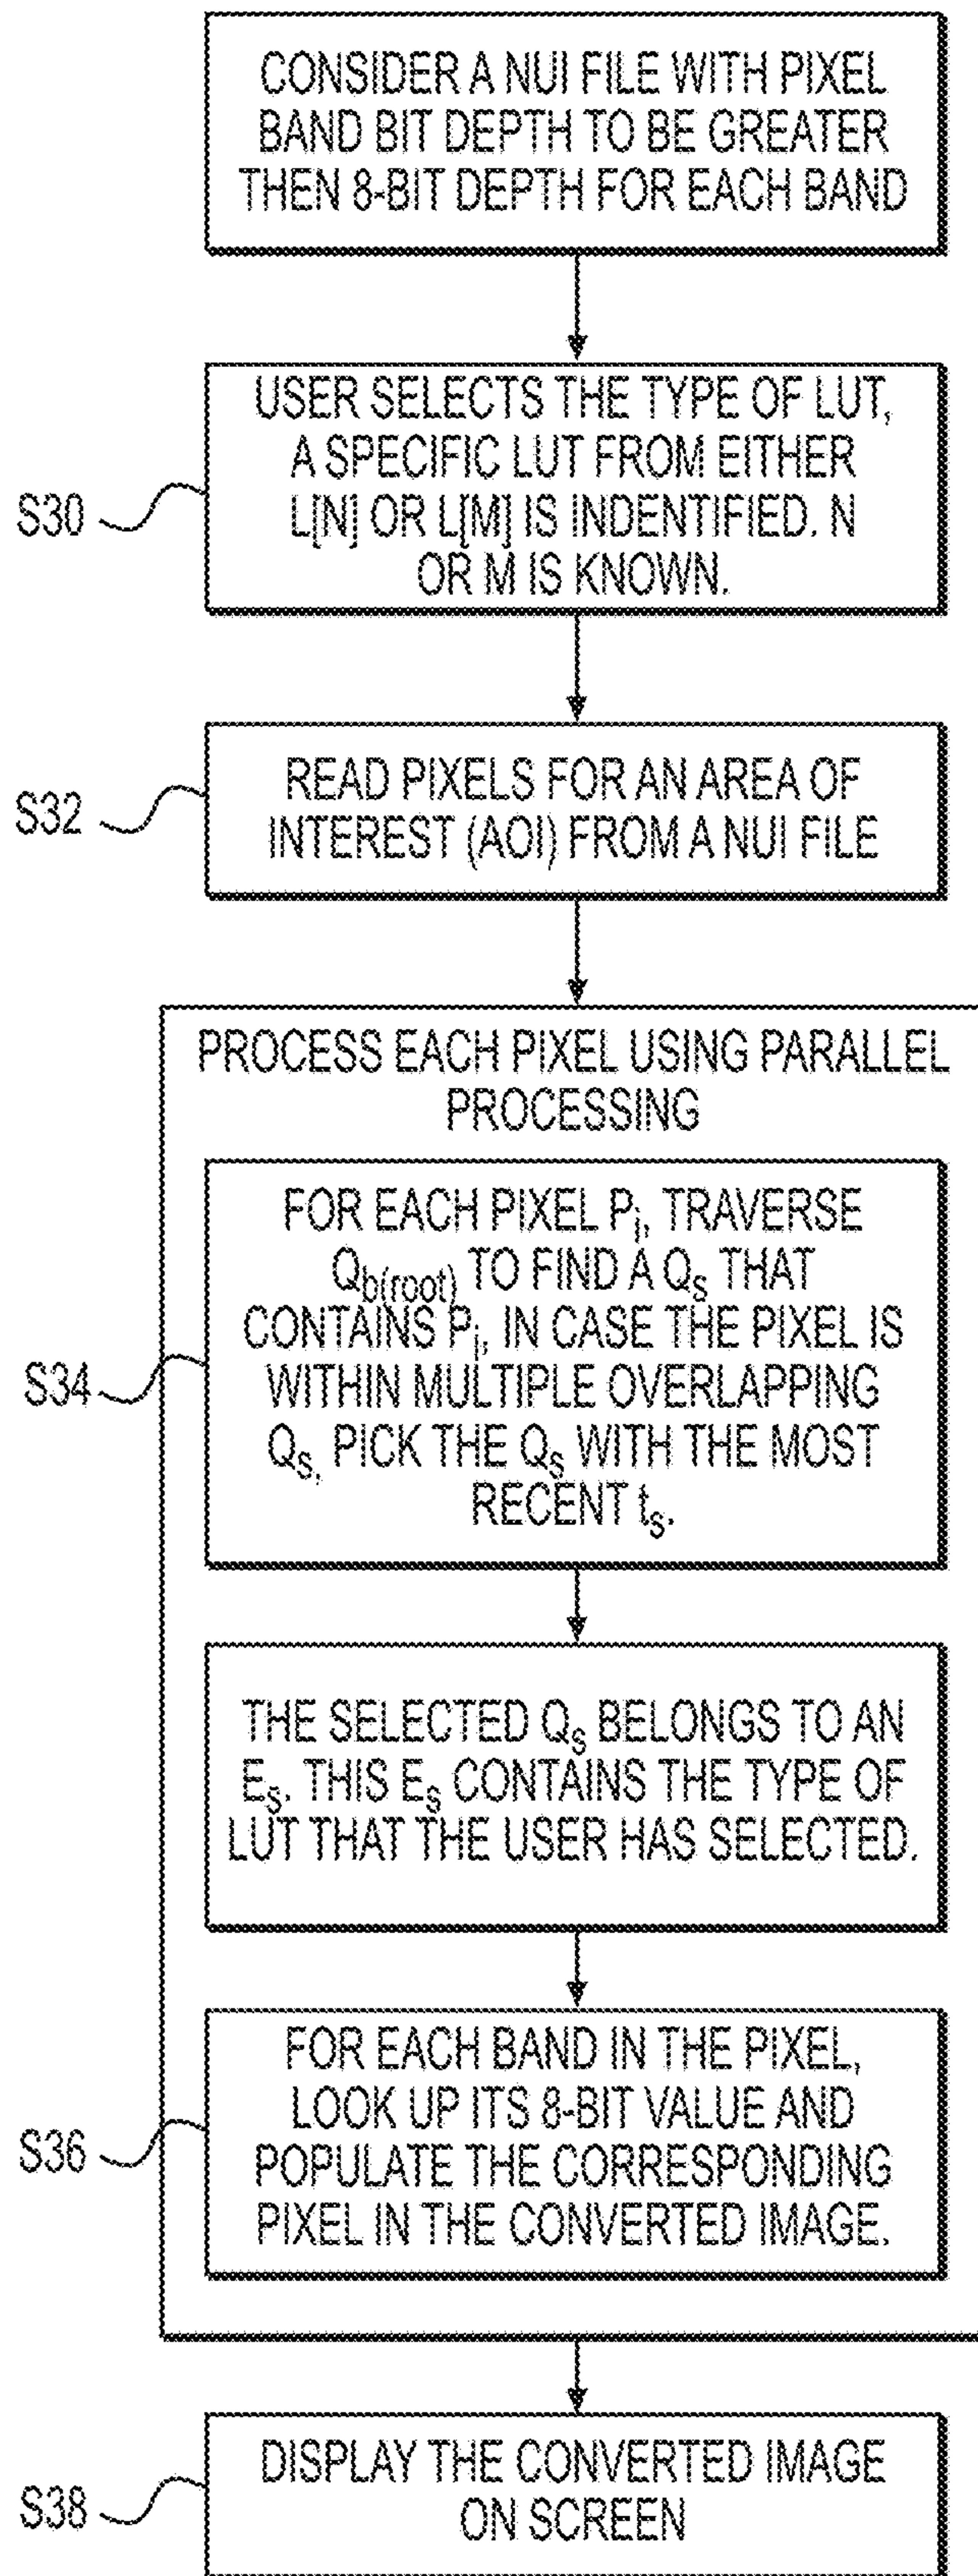 CONSIDER A NUI FILE WITH PIXEL
BAND BIT DEPTH TO BE GREATER
THEN 8-BIT DEPTH FOR EACH BAND
S30
USER SELECTS THE TYPE OF LUT,
A SPECIFIC LUT FROM EITHER
L[N] OR L[M] IS INDENTIFIED. N
OR M IS KNOWN.
S32
READ PIXELS FOR AN AREA OF
INTEREST (AOI) FROM A NUI FILE
PROCESS EACH PIXEL USING PARALLEL
PROCESSING
S34
FOR EACH PIXEL Pi, TRAVERSE
Qb(root) TO FIND A Qs THAT
CONTAINS Pi, IN CASE THE PIXEL IS
WITHIN MULTIPLE OVERLAPPING
Qs, PICK THE Qs WITH THE MOST
RECENT ts.
THE SELECTED Qs BELONGS TO AN
Es. THIS Es CONTAINS THE TYPE OF
LUT THAT THE USER HAS SELECTED.
S36
FOR EACH BAND IN THE PIXEL,
LOOK UP ITS 8-BIT VALUE AND
POPULATE THE CORRESPONDING
PIXEL IN THE CONVERTED IMAGE.
S38
DISPLAY THE CONVERTED IMAGE
ON SCREEN